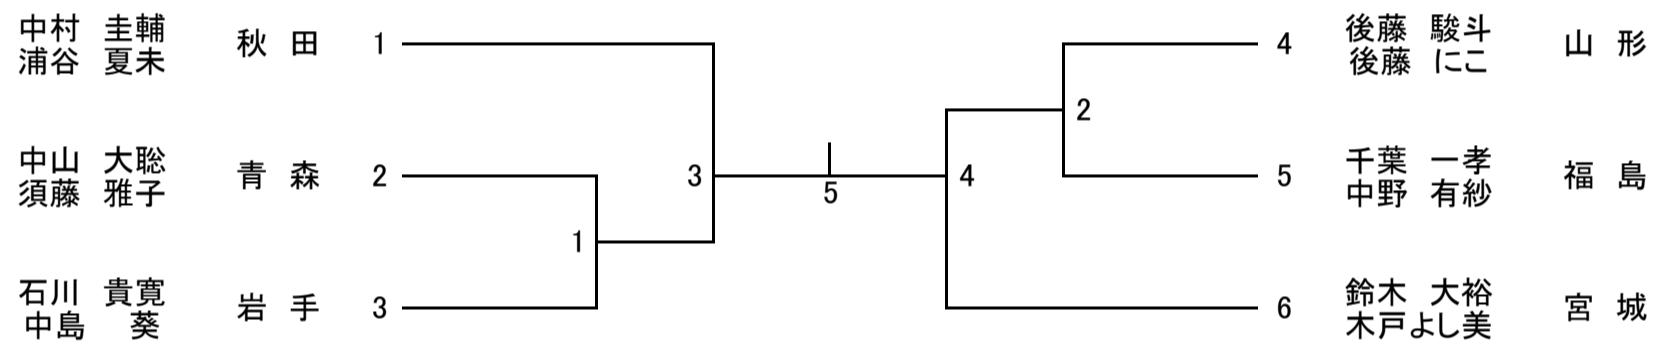 中村 圭輔
浦谷 夏未
秋 田 1
中山 大聡
須藤 雅子
青 森 2
石川 貴寛
中島 葵
岩 手 3
1
3
5
4
2
4
後藤 駿斗
後藤 にこ
山 形
5
千葉 一孝
中野 有紗
福 島
6
鈴木 大裕
木戸よし美
宮 城